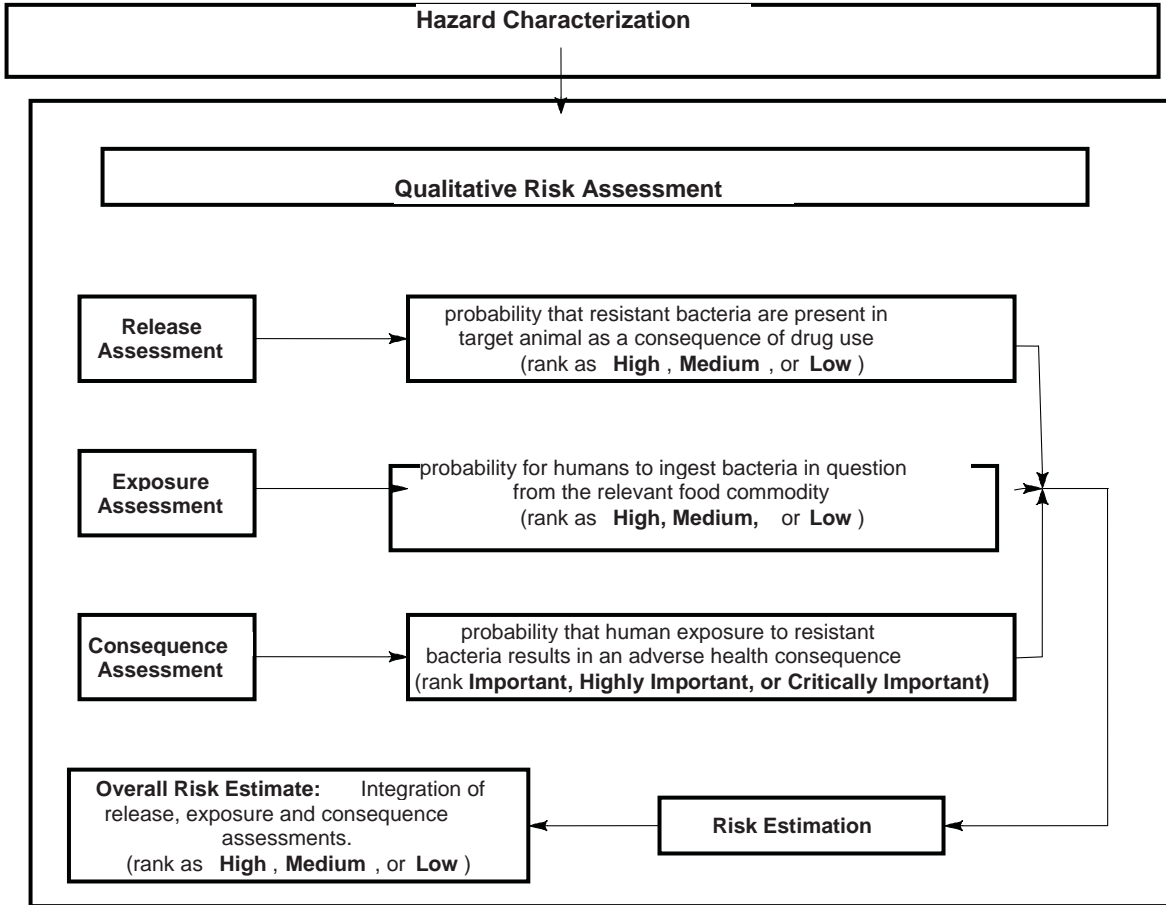 Hazard Characterization
Qualitative Risk Assessment
Release
Assessment
probability that resistant bacteria are present in
target animal as a consequence of drug use
(rank as High , Medium , or Low )
Exposure
Assessment
probability for humans to ingest bacteria in question
from the relevant food commodity
(rank as High, Medium, or Low )
Consequence
Assessment
probability that human exposure to resistant
bacteria results in an adverse health consequence
(rank Important, Highly Important, or Critically Important)
Overall Risk Estimate: Integration of
release, exposure and consequence
assessments.
(rank as High , Medium , or Low )
Risk Estimation